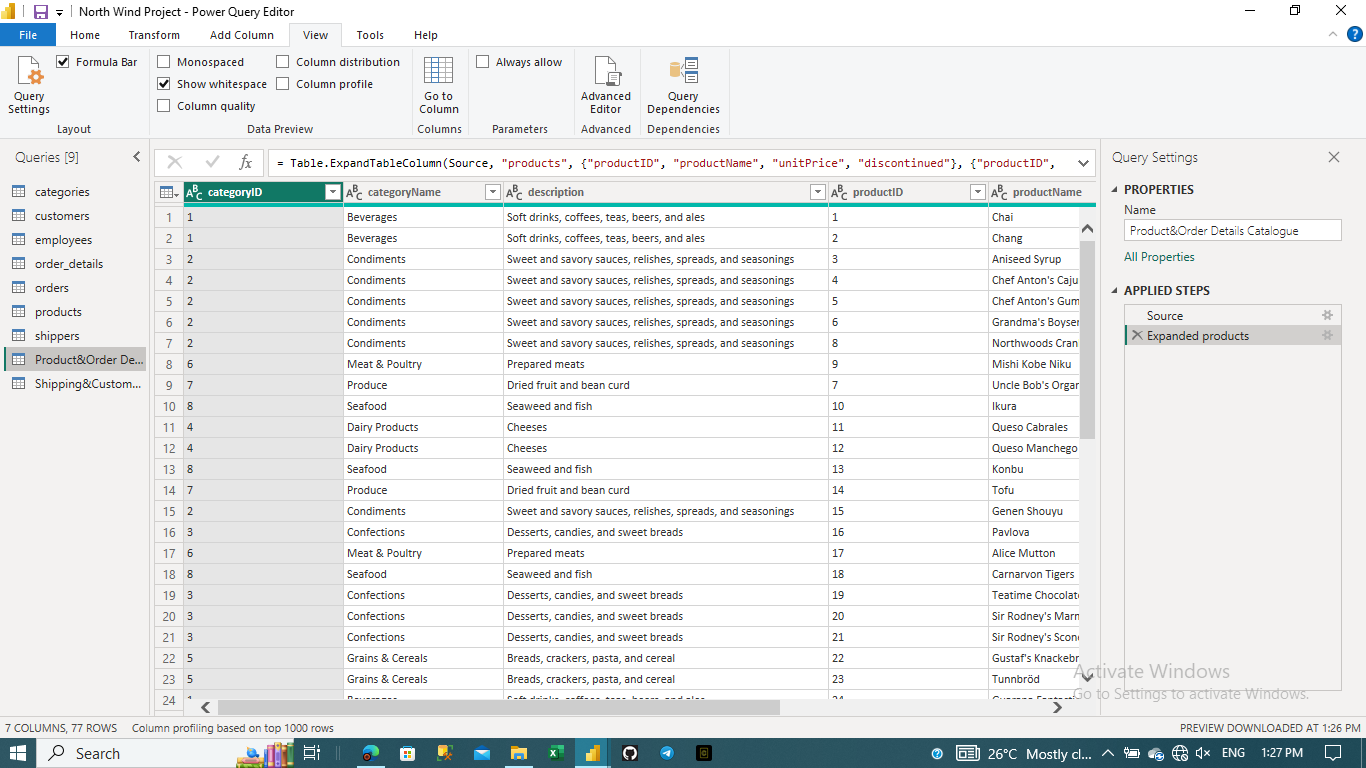 North Wind Project - Power Query Editor
File Home Transform Add Column View Tools Help
Query Settings
Formula Bar
Layout
Monospaced
Show whitespace
Column quality
Column distribution
Column profile
Data Preview
Go to Column
Columns
Always allow
Parameters
Advanced Editor
Advanced
Query Dependencies
Dependencies
Queries [9]
categories
customers
employees
order_details
orders
products
shippers
Product&Order De...
Shipping&Custom...
fx = Table.ExpandTableColumn(Source, "products", {"productID", "productName", "unitPrice", "discontinued"}, {"productID",
ABC categoryID ABC categoryName ABC description ABC productID ABC productName
1 1 Beverages Soft drinks, coffees, teas, beers, and ales 1 Chai
2 1 Beverages Soft drinks, coffees, teas, beers, and ales 2 Chang
3 2 Condiments Sweet and savory sauces, relishes, spreads, and seasonings 3 Aniseed Syrup
4 2 Condiments Sweet and savory sauces, relishes, spreads, and seasonings 4 Chef Anton's Caju
5 2 Condiments Sweet and savory sauces, relishes, spreads, and seasonings 5 Chef Anton's Gum
6 2 Condiments Sweet and savory sauces, relishes, spreads, and seasonings 6 Grandma's Boysen
7 2 Condiments Sweet and savory sauces, relishes, spreads, and seasonings 8 Northwoods Cran
8 6 Meat & Poultry Prepared meats 9 Mishi Kobe Niku
9 7 Produce Dried fruit and bean curd 7 Uncle Bob's Organ
10 8 Seafood Seaweed and fish 10 Ikura
11 4 Dairy Products Cheeses 11 Queso Cabrales
12 4 Dairy Products Cheeses 12 Queso Manchego
13 8 Seafood Seaweed and fish 13 Konbu
14 7 Produce Dried fruit and bean curd 14 Tofu
15 2 Condiments Sweet and savory sauces, relishes, spreads, and seasonings 15 Genen Shouyu
16 3 Confections Desserts, candies, and sweet breads 16 Pavlova
17 6 Meat & Poultry Prepared meats 17 Alice Mutton
18 8 Seafood Seaweed and fish 18 Carnarvon Tigers
19 3 Confections Desserts, candies, and sweet breads 19 Teatime Chocolat
20 3 Confections Desserts, candies, and sweet breads 20 Sir Rodney's Marm
21 3 Confections Desserts, candies, and sweet breads 21 Sir Rodney's Scon
22 5 Grains & Cereals Breads, crackers, pasta, and cereal 22 Gustaf's Knackebr
23 5 Grains & Cereals Breads, crackers, pasta, and cereal 23 Tunnbröd
24
Query Settings
PROPERTIES
Name
Product&Order Details Catalogue
All Properties
APPLIED STEPS
Source
Expanded products
Activate Windows
Go to Settings to activate Windows.
7 COLUMNS, 77 ROWS Column profiling based on top 1000 rows
PREVIEW DOWNLOADED AT 1:26 PM
Search
26°C Mostly cl... ENG 1:27 PM